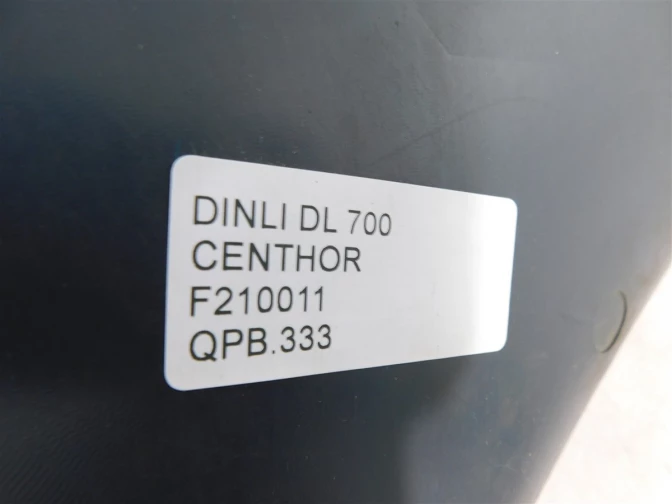 DINLI DL 700
CENTHOR
F210011
QPB.333